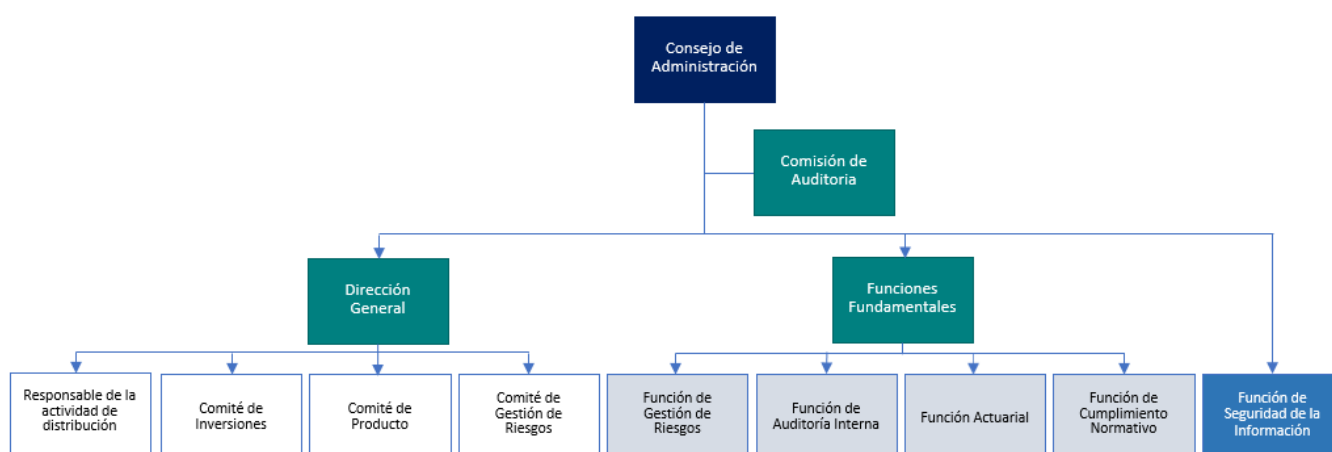 Consejo de
Administración
Comisión de
Auditoria
Dirección
General
Funciones
Fundamentales
Responsable de la
actividad de
distribución
Comité de
Inversiones
Comité de
Producto
Comité de
Gestión de
Riesgos
Función de
Gestión de
Riesgos
Función de
Auditoría Interna
Función Actuarial
Función de
Cumplimiento
Normativo
Función de
Seguridad de la
Información